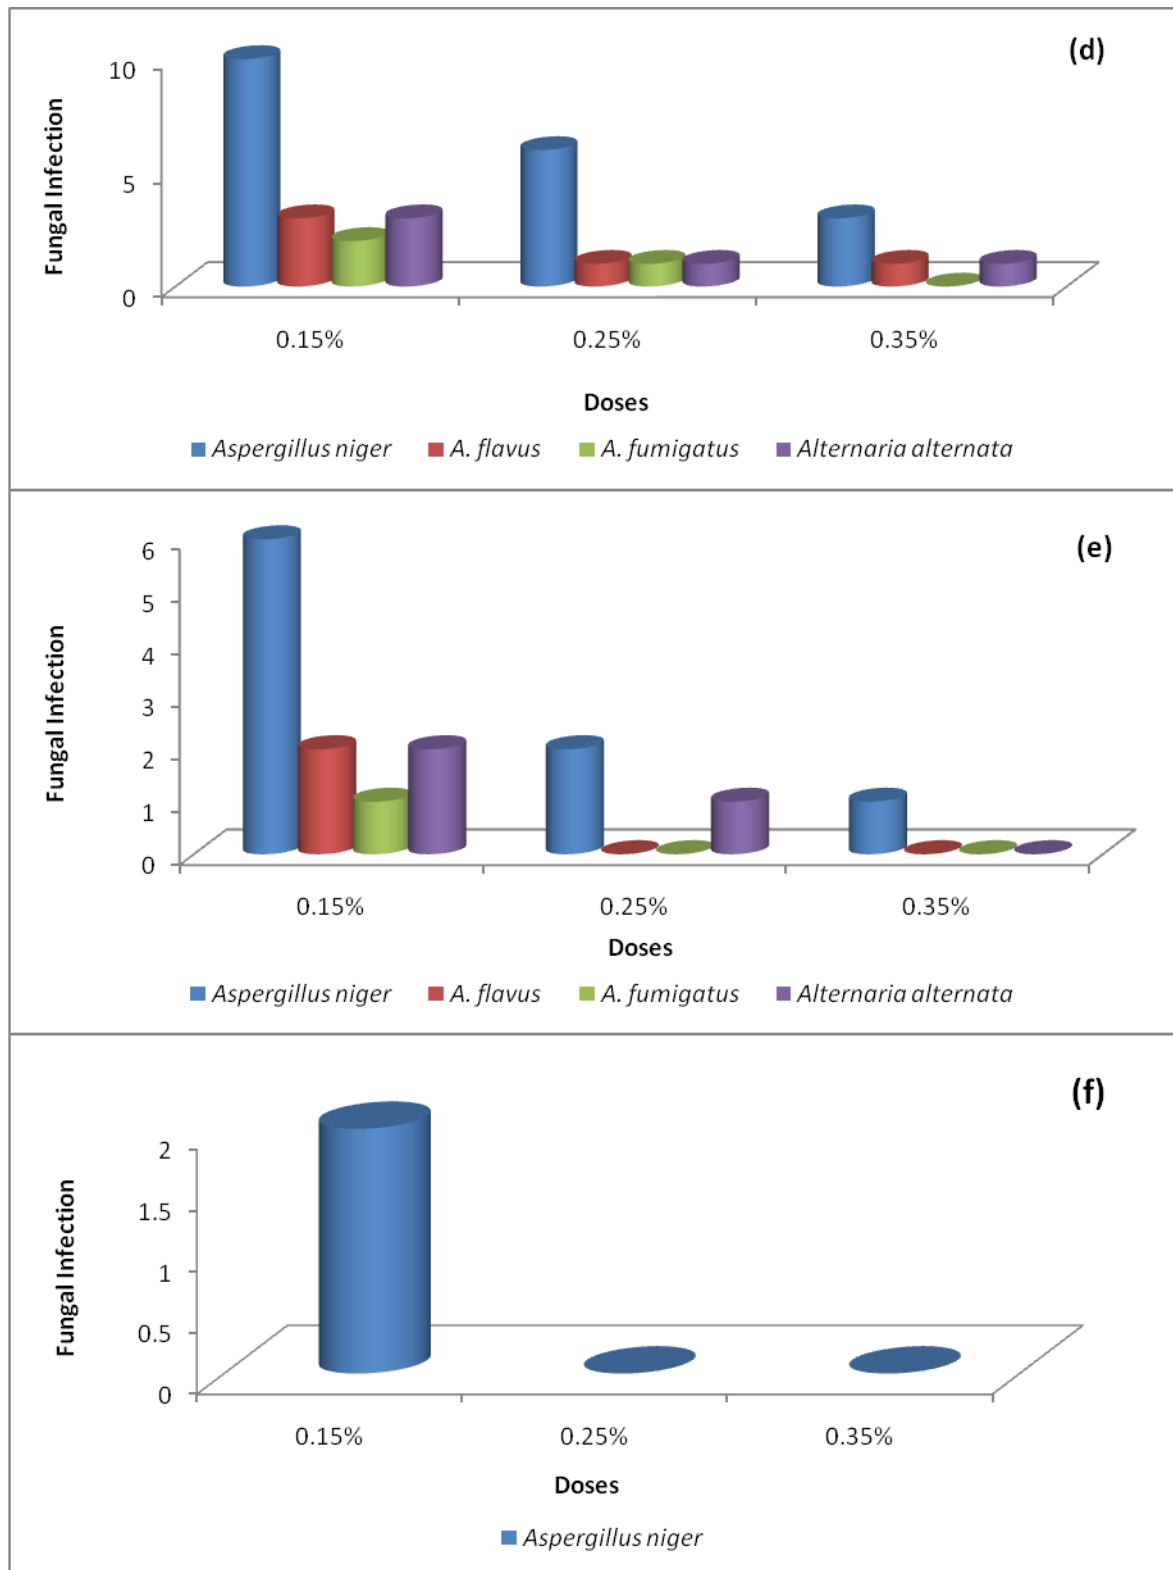 (d)
Fungal Infection
10
5
0
0.15% 0.25% 0.35%
Doses
Aspergillus niger A. flavus A. fumigatus Alternaria alternata
(e)
Fungal Infection
6
5
4
3
2
1
0
0.15% 0.25% 0.35%
Doses
Aspergillus niger A. flavus A. fumigatus Alternaria alternata
(f)
Fungal Infection
2
1.5
1
0.5
0
0.15% 0.25% 0.35%
Doses
Aspergillus niger